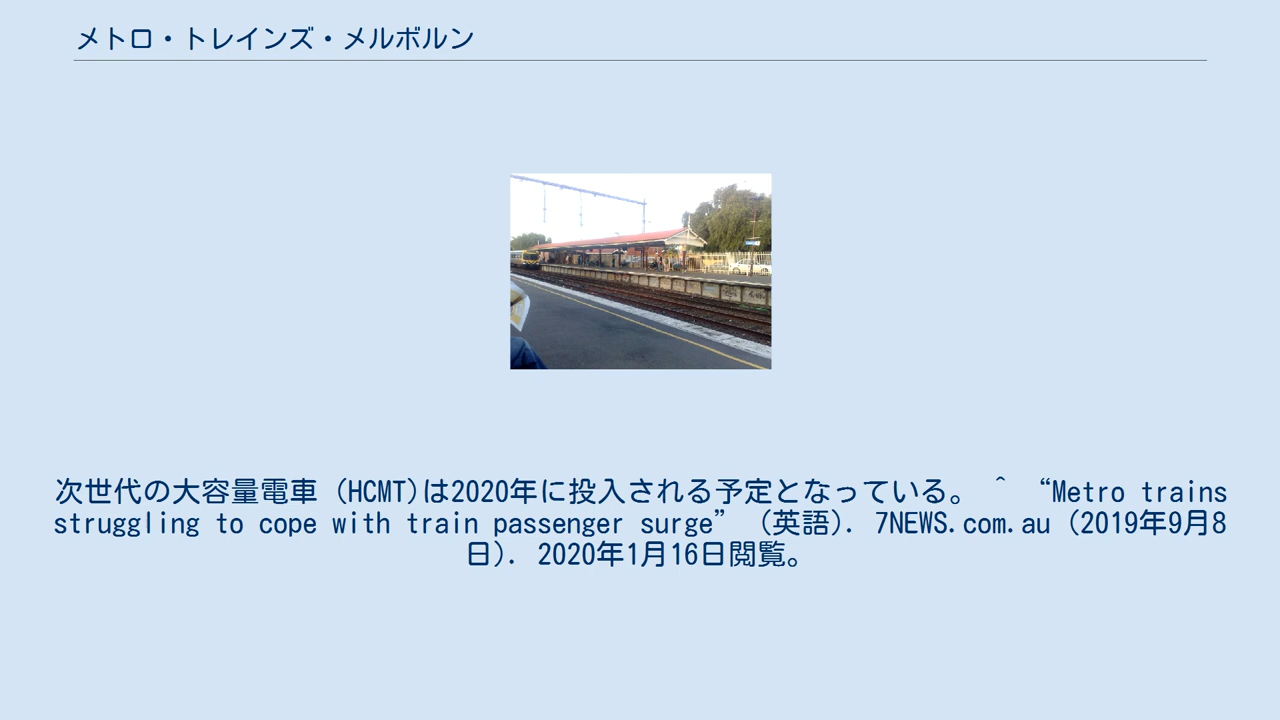 メトロ・トレインズ・メルボルン
次世代の大容量電車 (HCMT)は2020年に投入される予定となっている。 ^ “Metro trains
struggling to cope with train passenger surge” (英語). 7NEWS.com.au (2019年9月8
日). 2020年1月16日閲覧。